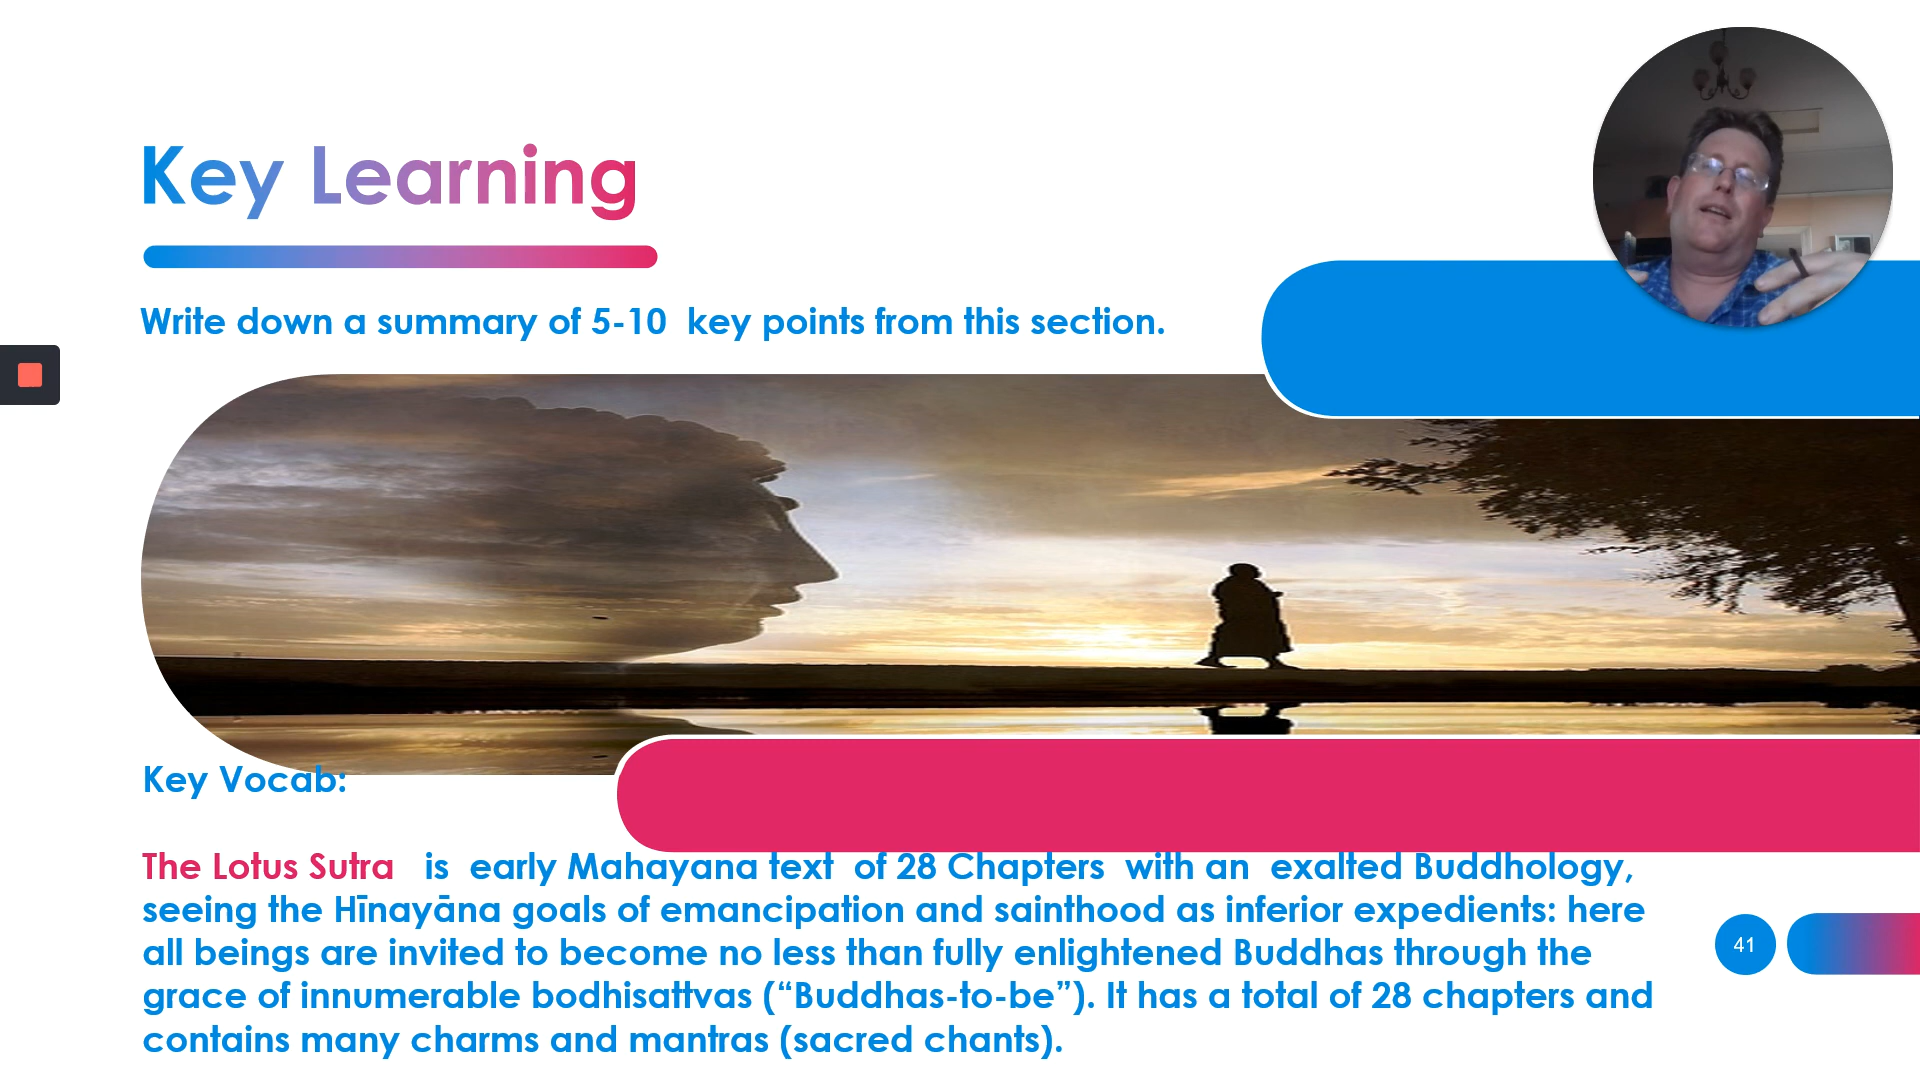 Key Learning
Write down a summary of 5-10  key points from this section.
Key Vocab:
The Lotus Sutra   is  early Mahayana text  of 28 Chapters  with an  exalted Buddhology,
seeing the Hīnayāna goals of emancipation and sainthood as inferior expedients: here
all beings are invited to become no less than fully enlightened Buddhas through the
grace of innumerable bodhisattvas (“Buddhas-to-be”). It has a total of 28 chapters and
contains many charms and mantras (sacred chants).
41